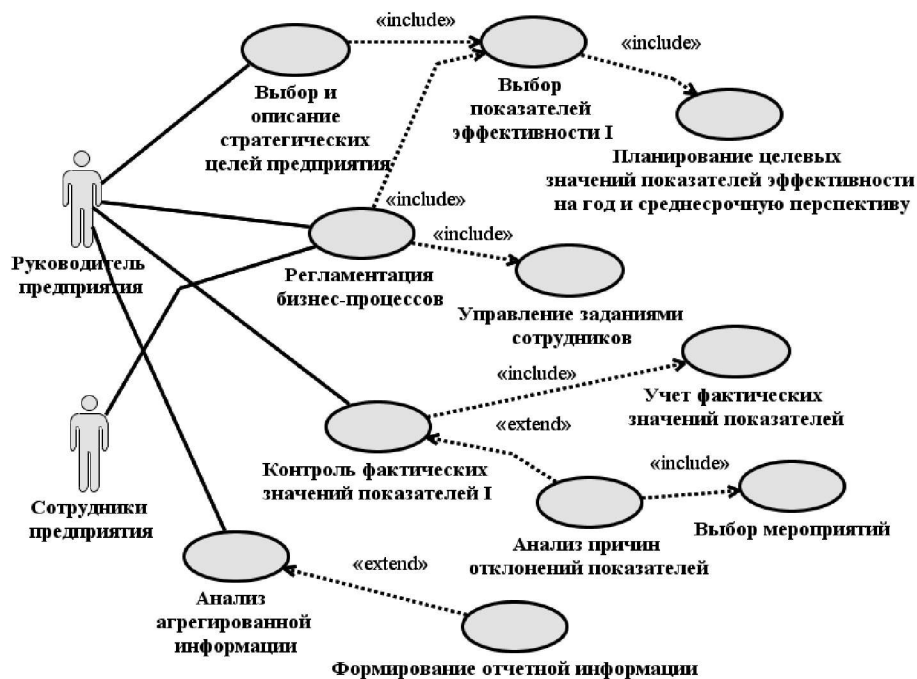 «include»
«include»
Выбор и
описание
стратегических
целей предприятия
Выбор
показателей
эффективности I
Планирование целевых
значений показателей эффективности
на год и среднесрочную перспективу
«include»
«include»
Руководитель
предприятия
Регламентация
бизнес-процессов
Управление заданиями
сотрудников
«include»
Учет фактических
значений показателей
«extend»
Контроль фактических
значений показателей I
«include»
Сотрудники
предприятия
Анализ причин
отклонений показателей
Выбор мероприятий
«extend»
Анализ
агрегированной
информации
Формирование отчетной информации